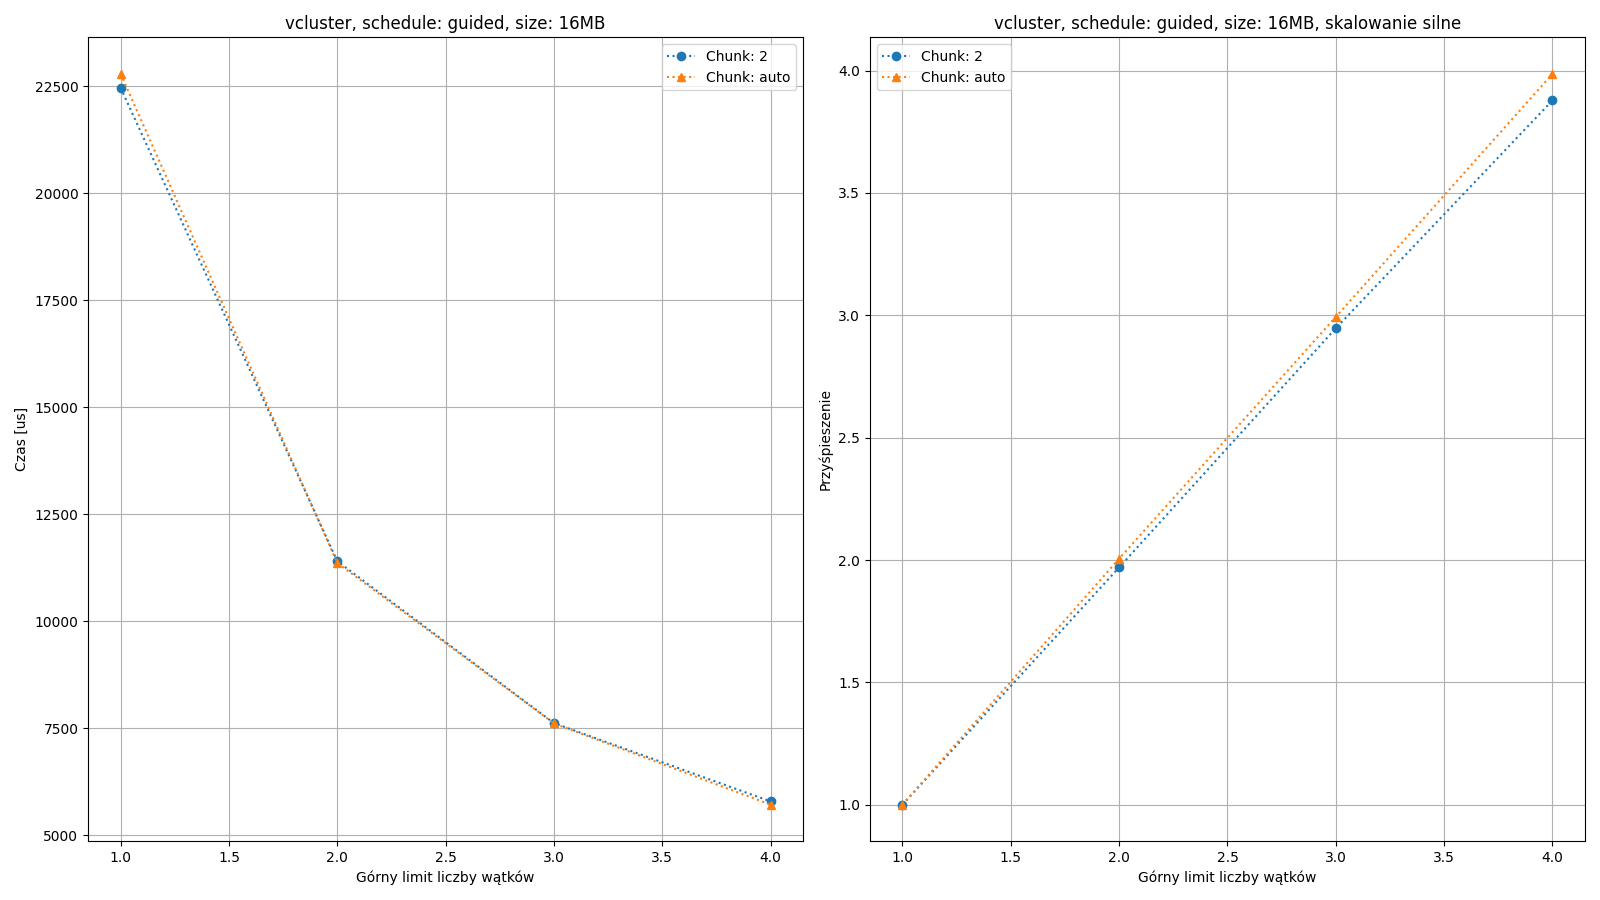 vcluster, schedule: guided, size: 16MB
Chunk: 2
Chunk: auto
22500
20000
17500
15000
12500
10000
7500
5000
Czas [us]
1.0 1.5 2.0 2.5 3.0 3.5 4.0
Górny limit liczby wątków
vcluster, schedule: guided, size: 16MB, skalowanie silne
Chunk: 2
Chunk: auto
4.0
3.5
3.0
2.5
2.0
1.5
1.0
Przyśpieszenie
1.0 1.5 2.0 2.5 3.0 3.5 4.0
Górny limit liczby wątków